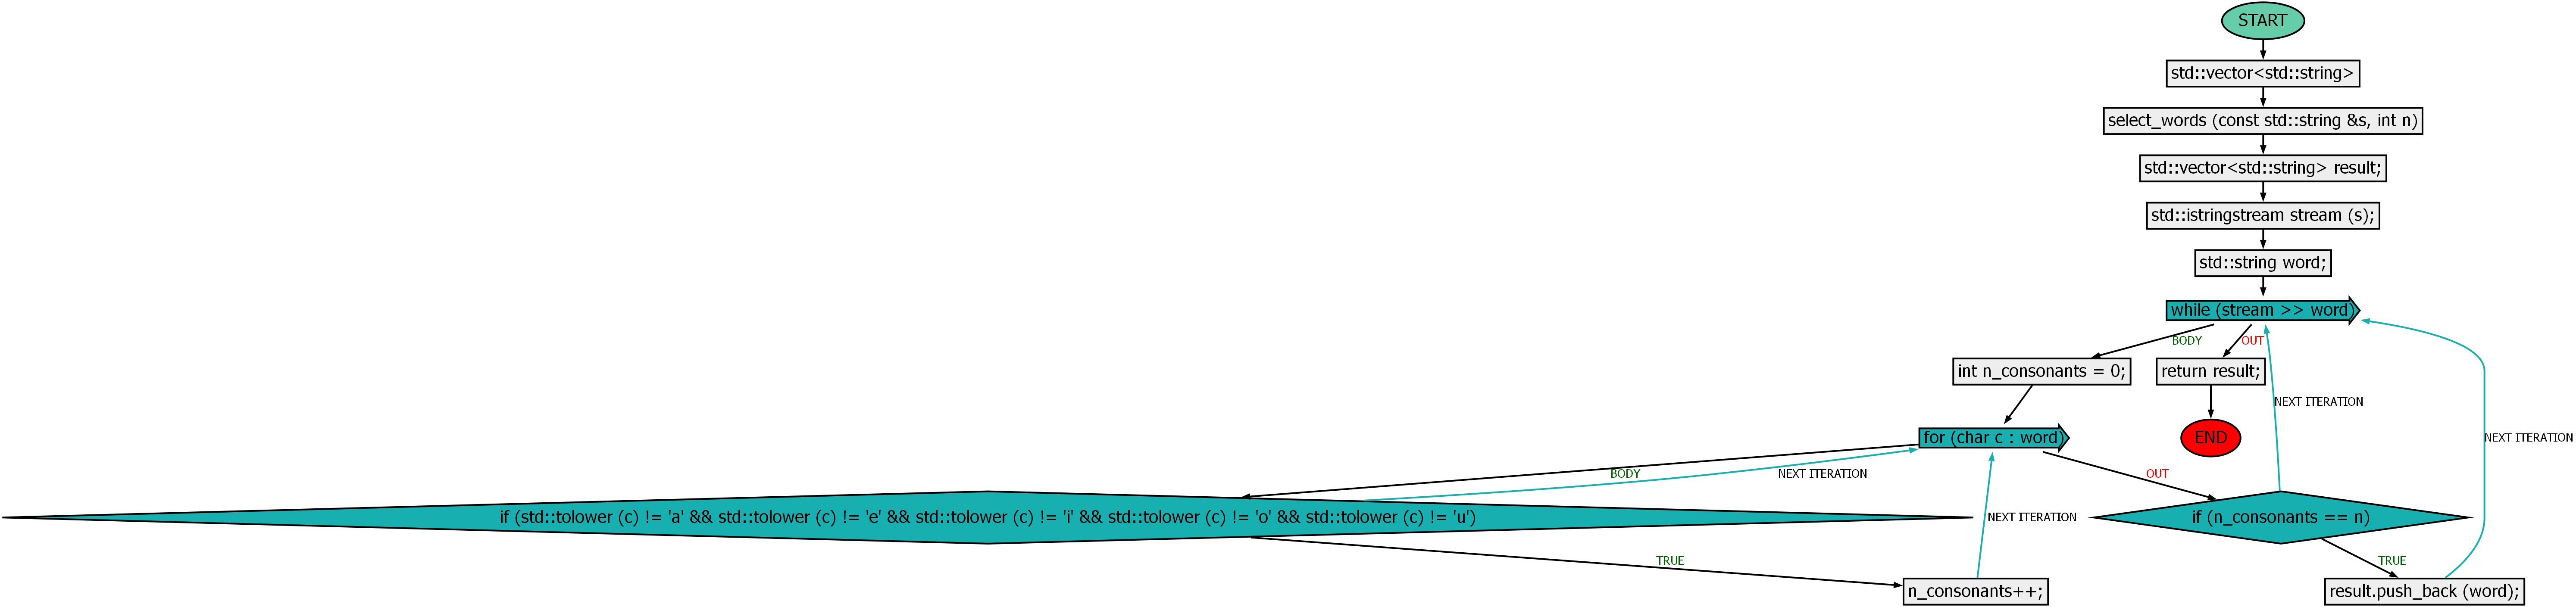 START
std::vector<std::string>
select_words (const std::string &s, int n)
std::vector<std::string> result;
std::istringstream stream (s);
std::string word;
while (stream >> word)
BODY
OUT
int n_consonants = 0;
return result;
NEXT ITERATION
for (char c : word)
END
NEXT ITERATION
BODY
NEXT ITERATION
OUT
if (std::tolower (c) != 'a' && std::tolower (c) != 'e' && std::tolower (c) != 'i' && std::tolower (c) != 'o' && std::tolower (c) != 'u')
NEXT ITERATION
if (n_consonants == n)
TRUE
TRUE
n_consonants++;
result.push_back (word);